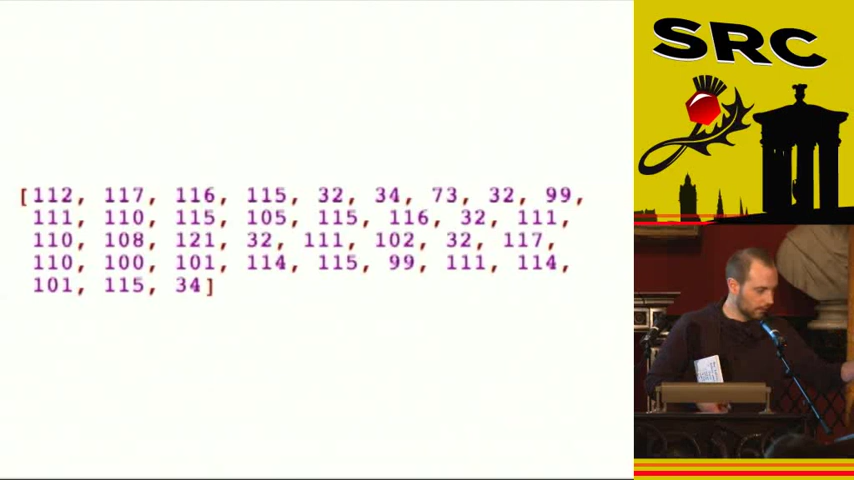 [112, 117, 116, 115, 32, 34, 73, 32, 99,
111, 110, 115, 105, 115, 116, 32, 111,
110, 108, 121, 32, 111, 102, 32, 117,
110, 100, 101, 114, 115, 99, 111, 114,
101, 115, 34]
SRC